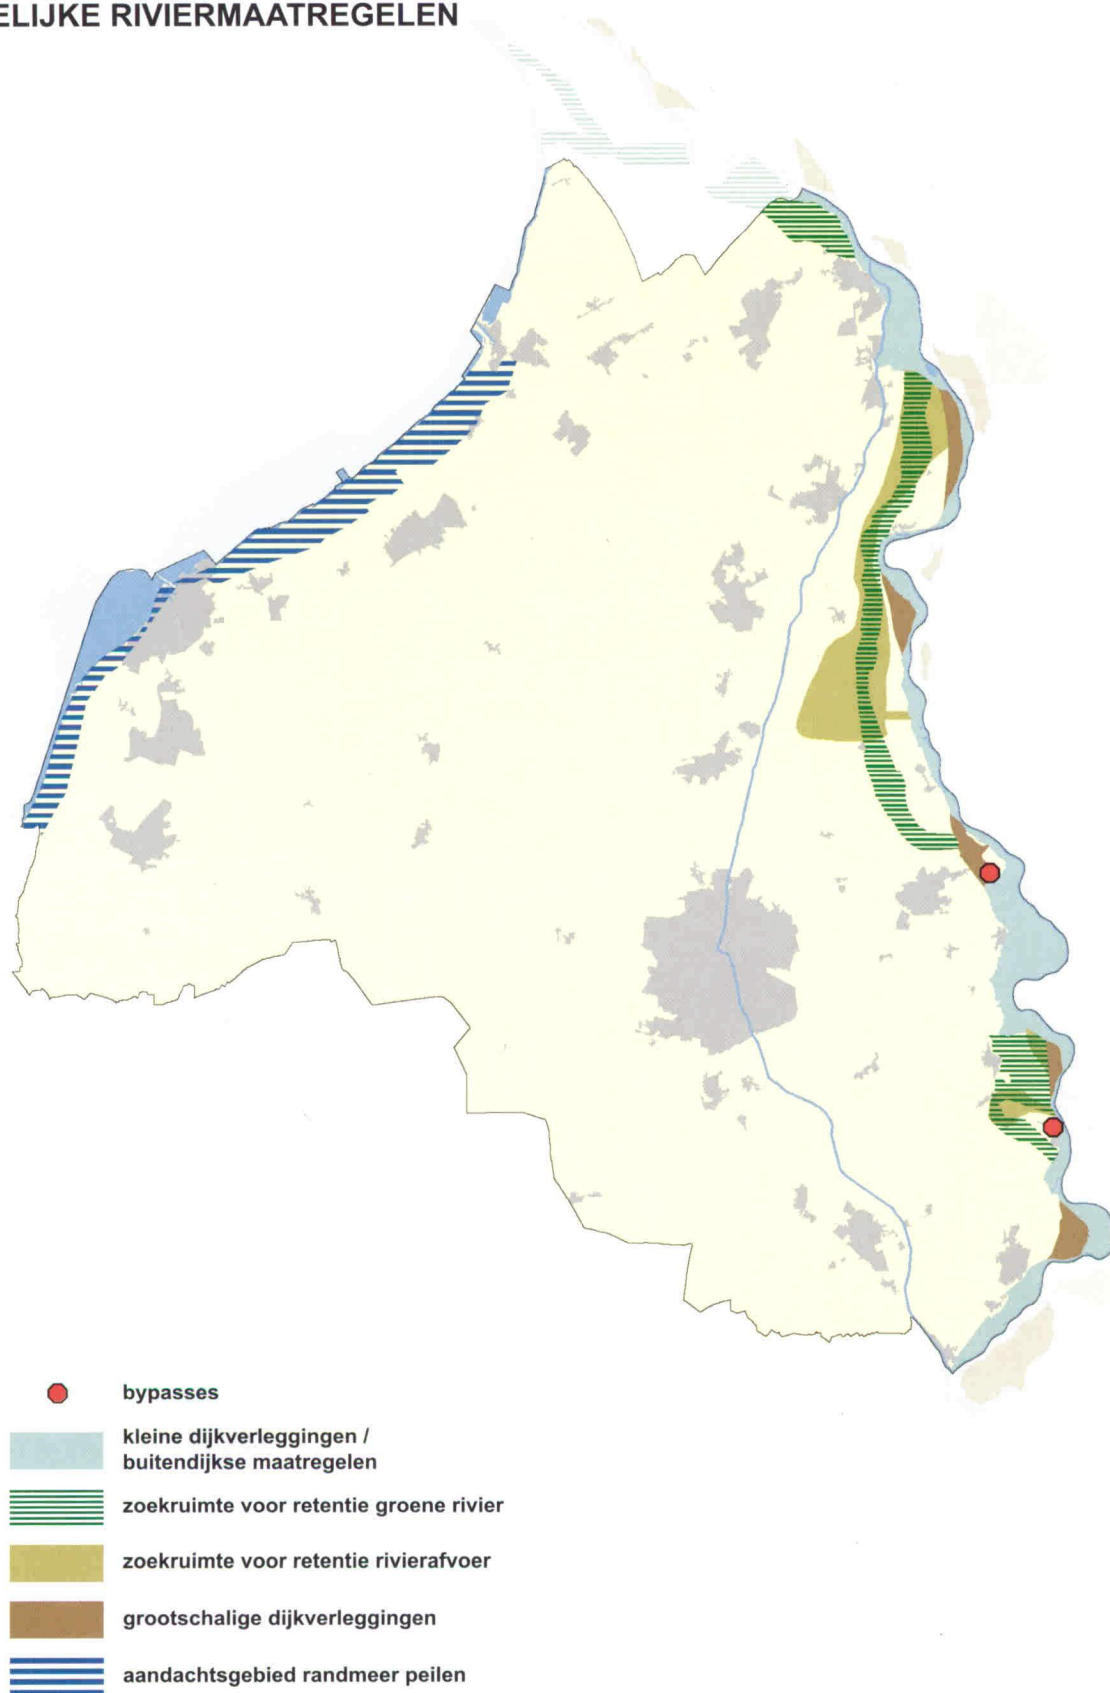 ELIJKE RIVIERMAATREGELEN
bypasses
kleine dijkverleggingen /
buitendijkse maatregelen
zoekruimte voor retentie groene rivier
zoekruimte voor retentie rivierafvoer
grootschalige dijkverleggingen
aandachtsgebied randmeer peilen